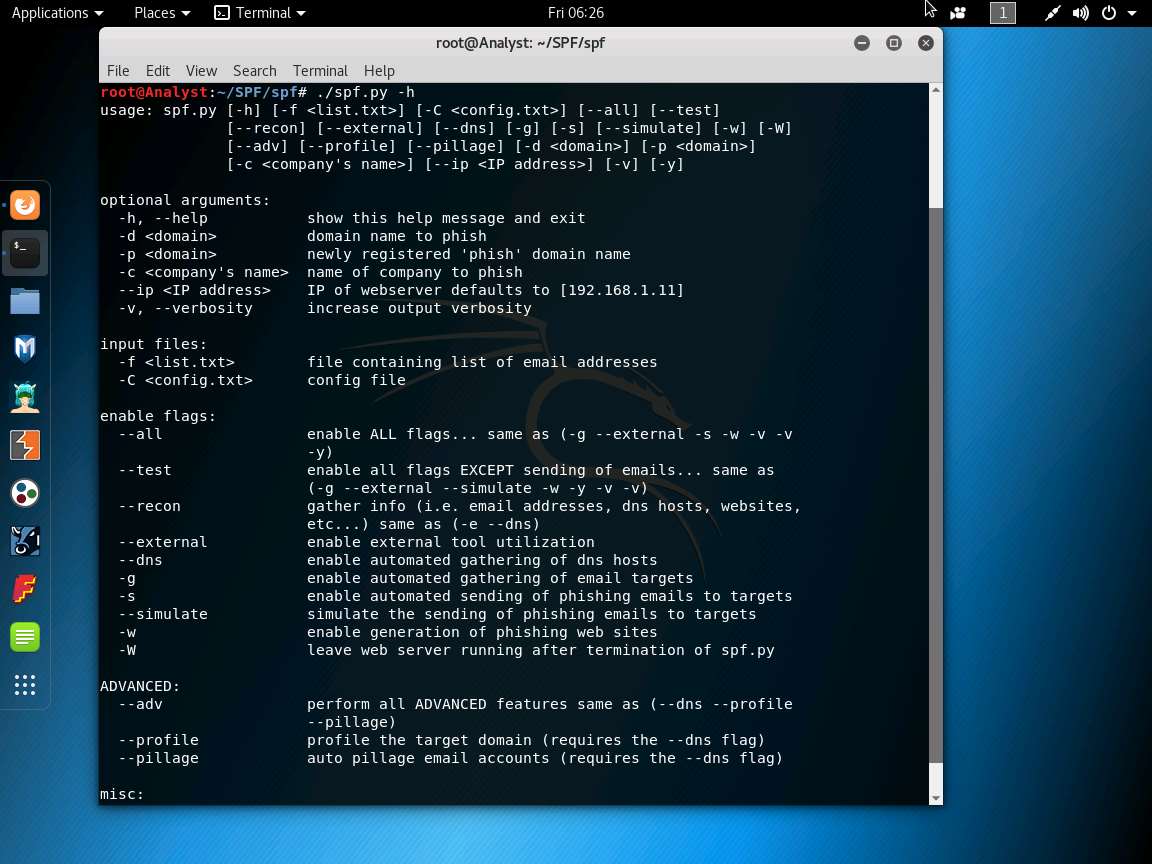 Applications Places Terminal Fri 06:26 1
root@Analyst: ~/SPF/spf
File Edit View Search Terminal Help
root@Analyst:~/SPF/spf# ./spf.py -h
usage: spf.py [-h] [-f <list.txt>] [-C <config.txt>] [--all] [--test]
[--recon] [--external] [--dns] [-g] [-s] [--simulate] [-w] [-W]
[--adv] [--profile] [--pillage] [-d <domain>] [-p <domain>]
[-c <company's name>] [--ip <IP address>] [-v] [-y]
optional arguments:
-h, --help show this help message and exit
-d <domain> domain name to phish
-p <domain> newly registered 'phish' domain name
-c <company's name> name of company to phish
--ip <IP address> IP of webserver defaults to [192.168.1.11]
-v, --verbosity increase output verbosity
input files:
-f <list.txt> file containing list of email addresses
-C <config.txt> config file
enable flags:
--all enable ALL flags... same as (-g --external -s -w -v -v
-y)
--test enable all flags EXCEPT sending of emails... same as
(-g --external --simulate -w -y -v -v)
--recon gather info (i.e. email addresses, dns hosts, websites,
etc...) same as (-e --dns)
--external enable external tool utilization
--dns enable automated gathering of dns hosts
-g enable automated gathering of email targets
-s enable automated sending of phishing emails to targets
--simulate simulate the sending of phishing emails to targets
-w enable generation of phishing web sites
-W leave web server running after termination of spf.py
ADVANCED:
--adv perform all ADVANCED features same as (--dns --profile
--pillage)
--profile profile the target domain (requires the --dns flag)
--pillage auto pillage email accounts (requires the --dns flag)
misc: